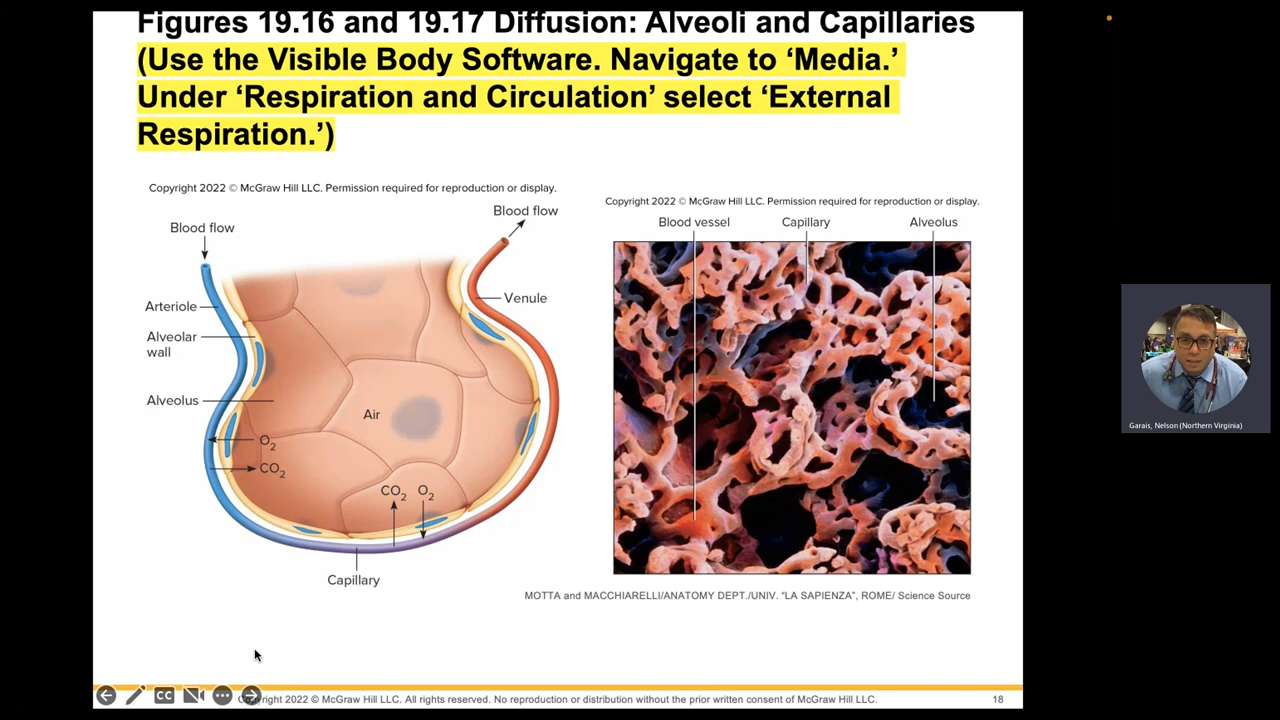 Figures 19.16 and 19.17 Diffusion: Alveoli and Capillaries
(Use the Visible Body Software. Navigate to ‘Media.’
Under ‘Respiration and Circulation’ select ‘External
Respiration.’)
Copyright 2022 © McGraw Hill LLC. Permission required for reproduction or display.
Blood flow
Blood flow
Arteriole
Venule
Alveolar
wall
Alveolus
Air
O2
CO2
CO2 O2
Capillary
Copyright 2022 © McGraw Hill LLC. Permission required for reproduction or display.
Blood vessel Capillary Alveolus
MOTTA and MACCHIARELLI/ANATOMY DEPT./UNIV. “LA SAPIENZA”, ROME/ Science Source
Garais, Nelson (Northern Virginia)
CC
2022 © McGraw Hill LLC. All rights reserved. No reproduction or distribution without the prior written consent of McGraw Hill LLC.
18